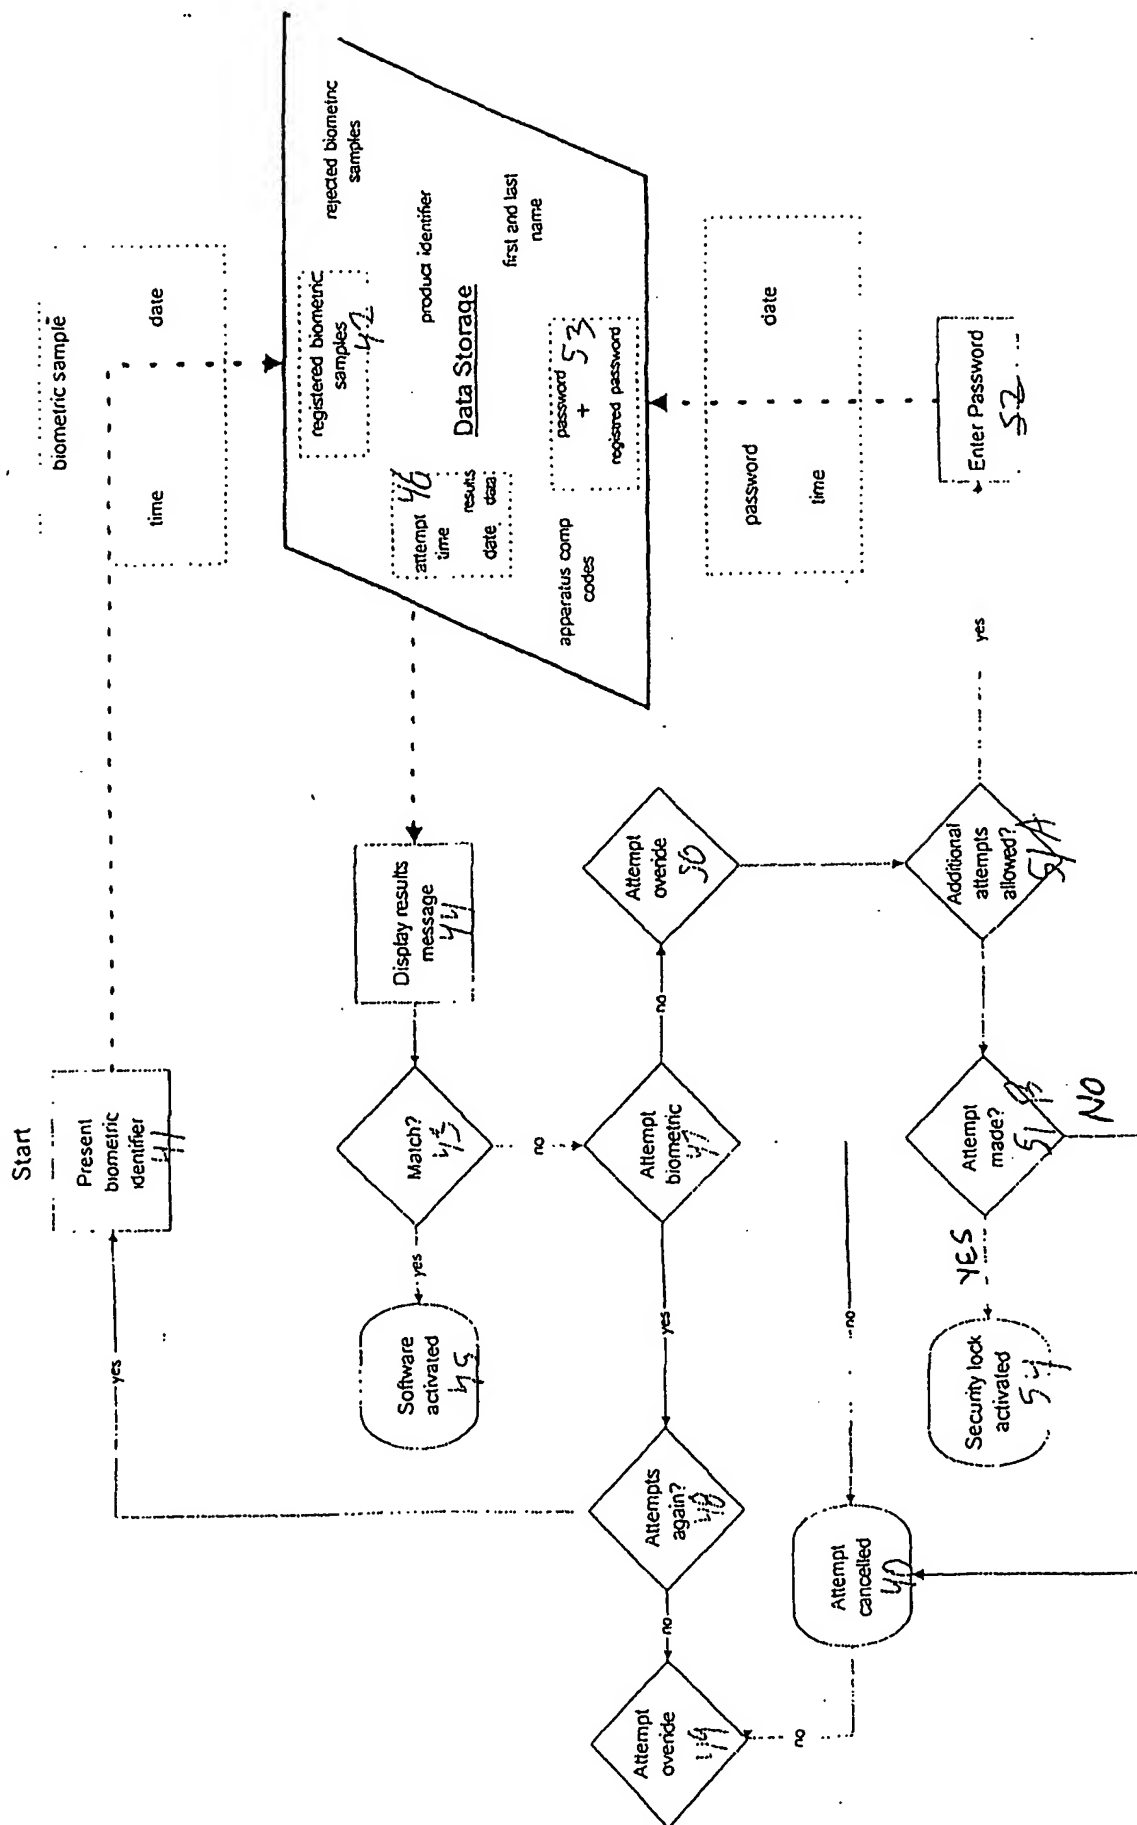 Start
Present
biometric
identifier
41
yes
biometric sample
time
date
registered biometric
samples
42
rejected biometric
samples
product identifier
Data Storage
first and last
name
attempt 46
time
results
date
data
password
+ 53
registred password
apparatus comp
codes
Display results
message
44
Match?
43
yes
Software
activated
45
no
Attempt
biometric
47
no
Attempt
overide
50
yes
Attempts
again?
48
no
Attempt
overide
49
no
Attempt
cancelled
40
no
Additional
attempts
allowed?
51A
yes
Enter Password
52
password
date
time
Attempt
made?
51B
YES
NO
Security lock
activated
54